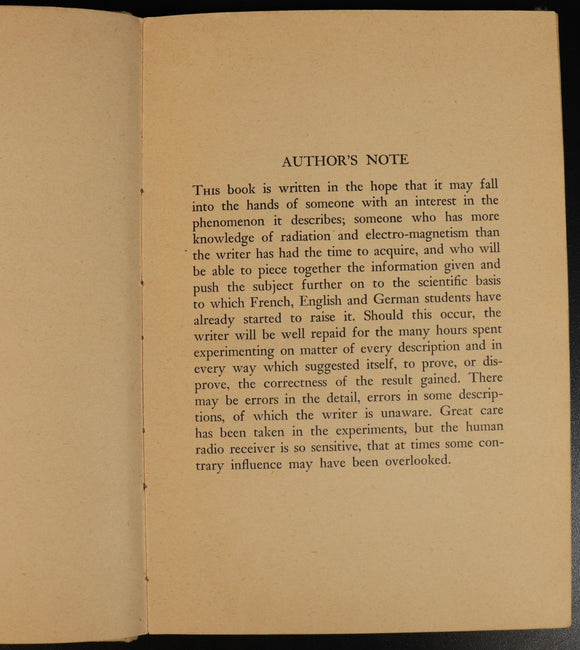 AUTHOR'S NOTE
This book is written in the hope that it may fall
into the hands of someone with an interest in the
phenomenon it describes; someone who has more
knowledge of radiation and electro-magnetism than
the writer has had the time to acquire, and who will
be able to piece together the information given and
push the subject further on to the scientific basis
to which French, English and German students have
already started to raise it. Should this occur, the
writer will be well repaid for the many hours spent
experimenting on matter of every description and in
every way which suggested itself, to prove, or dis-
prove, the correctness of the result gained. There
may be errors in the detail, errors in some descrip-
tions, of which the writer is unaware. Great care
has been taken in the experiments, but the human
radio receiver is so sensitive, that at times some con-
trary influence may have been overlooked.